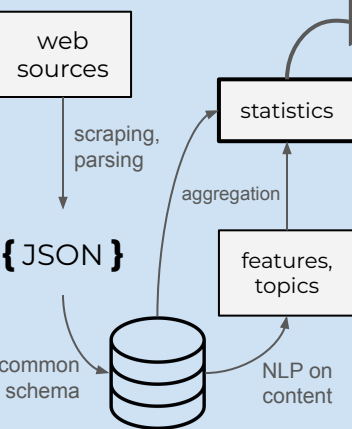 web
sources
statistics
scraping,
parsing
aggregation
{ JSON }
features,
topics
common
schema
NLP on
content